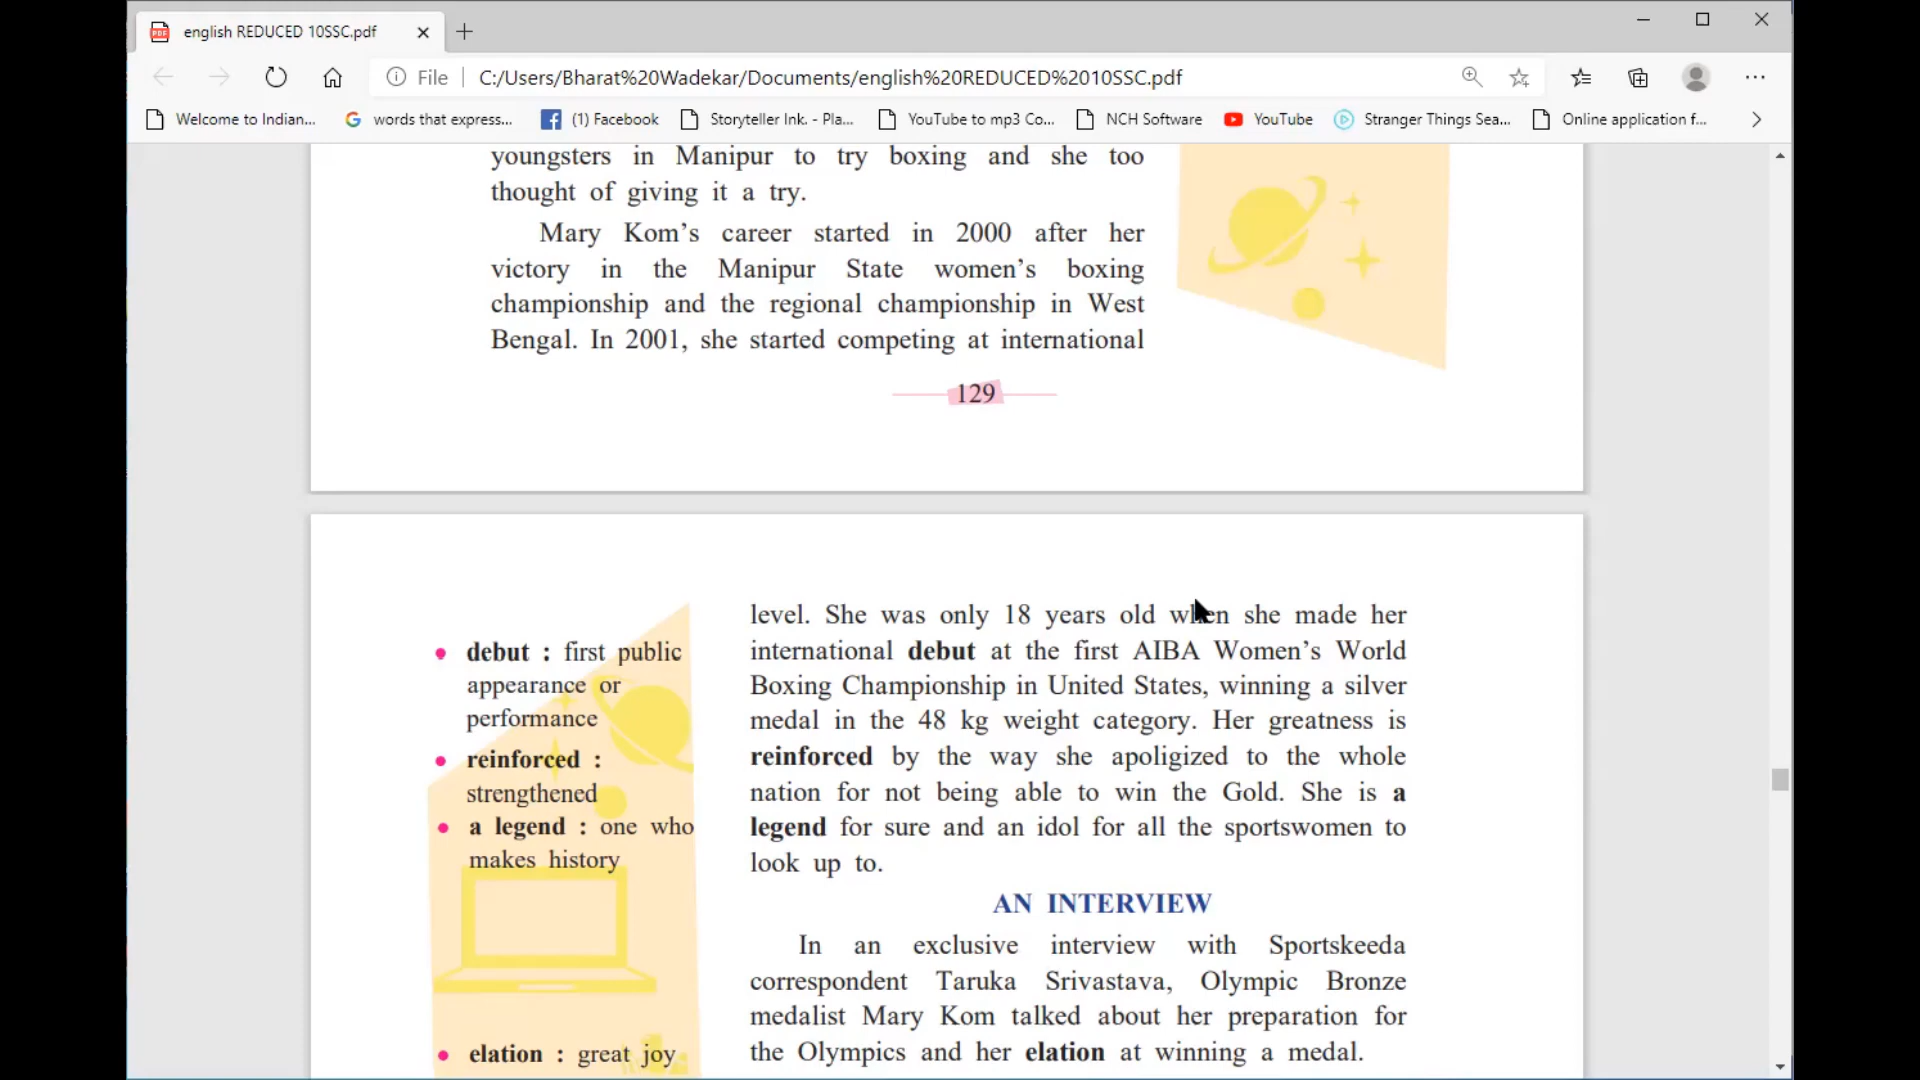 english REDUCED 10SSC.pdf
File
C:/Users/Bharat%20Wadekar/Documents/english%20REDUCED%2010SSC.pdf
Welcome to Indian...
words that express...
(1) Facebook
Storyteller Ink. - Pla...
YouTube to mp3 Co...
NCH Software
YouTube
Stranger Things Sea...
Online application f...
youngsters in Manipur to try boxing and she too
thought of giving it a try.
Mary Kom's career started in 2000 after her
victory in the Manipur State women's boxing
championship and the regional championship in West
Bengal. In 2001, she started competing at international
129
debut : first public
appearance or
performance
reinforced :
strengthened
a legend : one who
makes history
elation : great joy
level. She was only 18 years old when she made her
international debut at the first AIBA Women's World
Boxing Championship in United States, winning a silver
medal in the 48 kg weight category. Her greatness is
reinforced by the way she apoligized to the whole
nation for not being able to win the Gold. She is a
legend for sure and an idol for all the sportswomen to
look up to.
AN INTERVIEW
In an exclusive interview with Sportskeeda
correspondent Taruka Srivastava, Olympic Bronze
medalist Mary Kom talked about her preparation for
the Olympics and her elation at winning a medal.